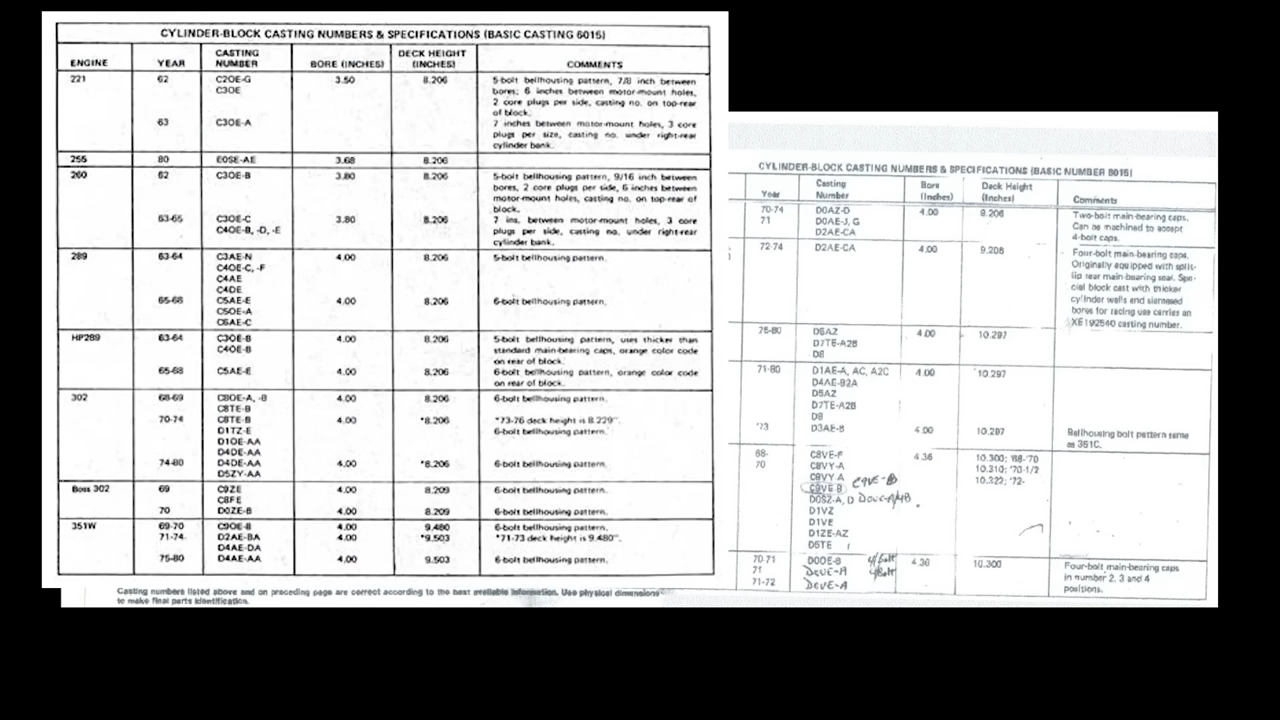 CYLINDER-BLOCK CASTING NUMBERS & SPECIFICATIONS (BASIC CASTING 6015)
ENGINE YEAR CASTING NUMBER BORE (INCHES) DECK HEIGHT (INCHES) COMMENTS
221 62 C2OE-G 3.50 8.206 5-bolt bellhousing pattern, 7/8 inch between
C3OE bores; 6 inches between motor-mount holes,
2 core plugs per side, casting no. on top-rear
of block.
63 C3OE-A 7 inches between motor-mount holes, 3 core
plugs per size, casting no. under right-rear
cylinder bank.
255 80 E0SE-AE 3.68 8.206
260 62 C3OE-B 3.80 8.206 5-bolt bellhousing pattern, 9/16 inch between
bores, 2 core plugs per side, 6 inches between
motor-mount holes, casting no. on top-rear of
block.
63-65 C3OE-C 3.80 8.206 7 ins. between motor-mount holes, 3 core
C4OE-B, -D, -E plugs per side, casting no. under right-rear
cylinder bank.
289 63-64 C3AE-N 4.00 8.206 5-bolt bellhousing pattern.
C4OE-C, -F
C4AE
C4DE
65-68 C5AE-E 4.00 8.206 6-bolt bellhousing pattern.
C5OE-A
C6AE-C
HP289 63-64 C3OE-B 4.00 8.206 5-bolt bellhousing pattern, uses thicker than
C4OE-B standard main-bearing caps, orange color code
on rear of block.
65-68 C5AE-E 4.00 8.206 6-bolt bellhousing pattern, orange color code
on rear of block.
302 68-69 C8OE-A, -B 4.00 8.206 6-bolt bellhousing pattern.
C8TE-B
70-74 C8TE-B 4.00 *8.206 *73-76 deck height is 8.229".
D1TZ-E 6-bolt bellhousing pattern.
D1OE-AA
D4DE-AA
74-80 D4DE-AA 4.00 *8.206 6-bolt bellhousing pattern.
D5ZY-AA
Boss 302 69 C9ZE 4.00 8.209 6-bolt bellhousing pattern.
C8FE
70 D0ZE-B 4.00 8.209 6-bolt bellhousing pattern.
351W 69-70 C9OE-B 4.00 9.480 6-bolt bellhousing pattern.
71-74 D2AE-BA 4.00 *9.503 *71-73 deck height is 9.480".
D4AE-DA
75-80 D4AE-AA 4.00 9.503 6-bolt bellhousing pattern.
Casting numbers listed above and on preceding page are correct according to the best available information. Use physical dimensions
to make final parts identification.
CYLINDER-BLOCK CASTING NUMBERS & SPECIFICATIONS (BASIC NUMBER 6015)
Year Casting Number Bore (Inches) Deck Height (Inches) Comments
70-74 D0AZ-D 4.00 9.206 Two-bolt main-bearing caps.
71 D0AE-J, G Can be machined to accept
D2AE-CA 4-bolt caps.
72-74 D2AE-CA 4.00 9.206 Four-bolt main-bearing caps.
Originally equipped with split-
lip rear main-bearing seal. Spe-
cial block cast with thicker
cylinder walls and siamesed
bores for racing use carries an
XE192540 casting number.
75-80 D6AZ 4.00 10.297
D7TE-A2B
D8
71-80 D1AE-A, AC, A2C 4.00 10.297
D4AE-B2A
D5AZ
D7TE-A2B
D8
'73 D3AE-B 4.00 10.297 Bellhousing bolt pattern same
as 351C.
68- C8VE-F 4.36 10.300; '68-'70
70 C8VY-A 10.310; '70-1/2
C9VY-A 10.322; '72-
C9VE-B C9VE-B
D0SZ-A, D D0VE-A/AB
D1VZ
D1VE
D1ZE-AZ
D5TE
70-71 D0OE-B 4/Bolt 4.36 10.300 Four-bolt main-bearing caps
71 4/Bolt in number 2, 3 and 4
71-72 positions.